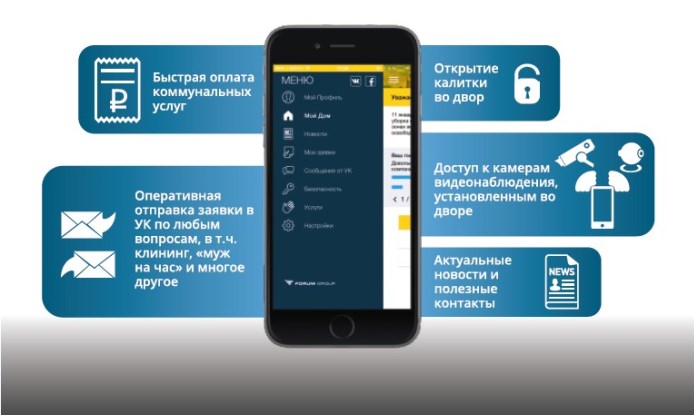 Быстрая оплата
коммунальных
услуг
Оперативная
отправка заявки в
УК по любым
вопросам, в т.ч.
клининг, «муж
на час» и многое
другое
МЕНЮ
Мой Профиль
Мой Дом
Новости
Мои заявки
Сообщения от УК
Безопасность
Услуги
Настройки
FORUM GROUP
Открытие
калитки
во двор
Доступ к камерам
видеонаблюдения,
установленным во
дворе
Актуальные
новости и
полезные
контакты
NEWS